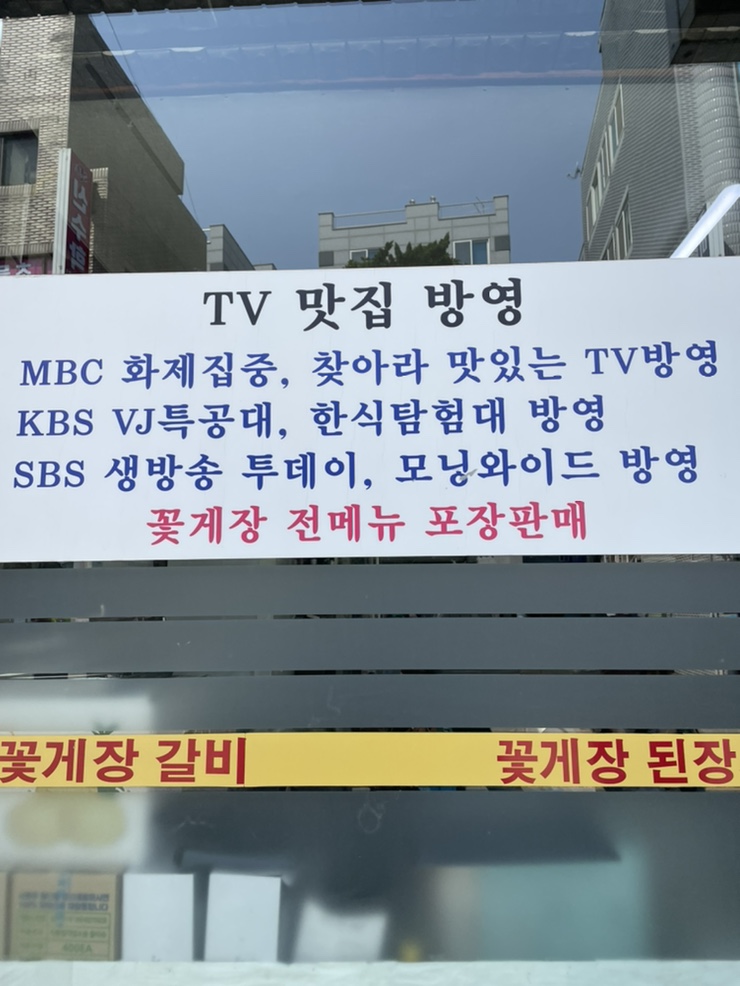 TV 맛집 방영
MBC 화제집중, 찾아라 맛있는 TV방영
KBS VJ특공대, 한식탐험대 방영
SBS 생방송 투데이, 모닝와이드 방영
꽃게장 전메뉴 포장판매
꽃게장 갈비 꽃게장 된장